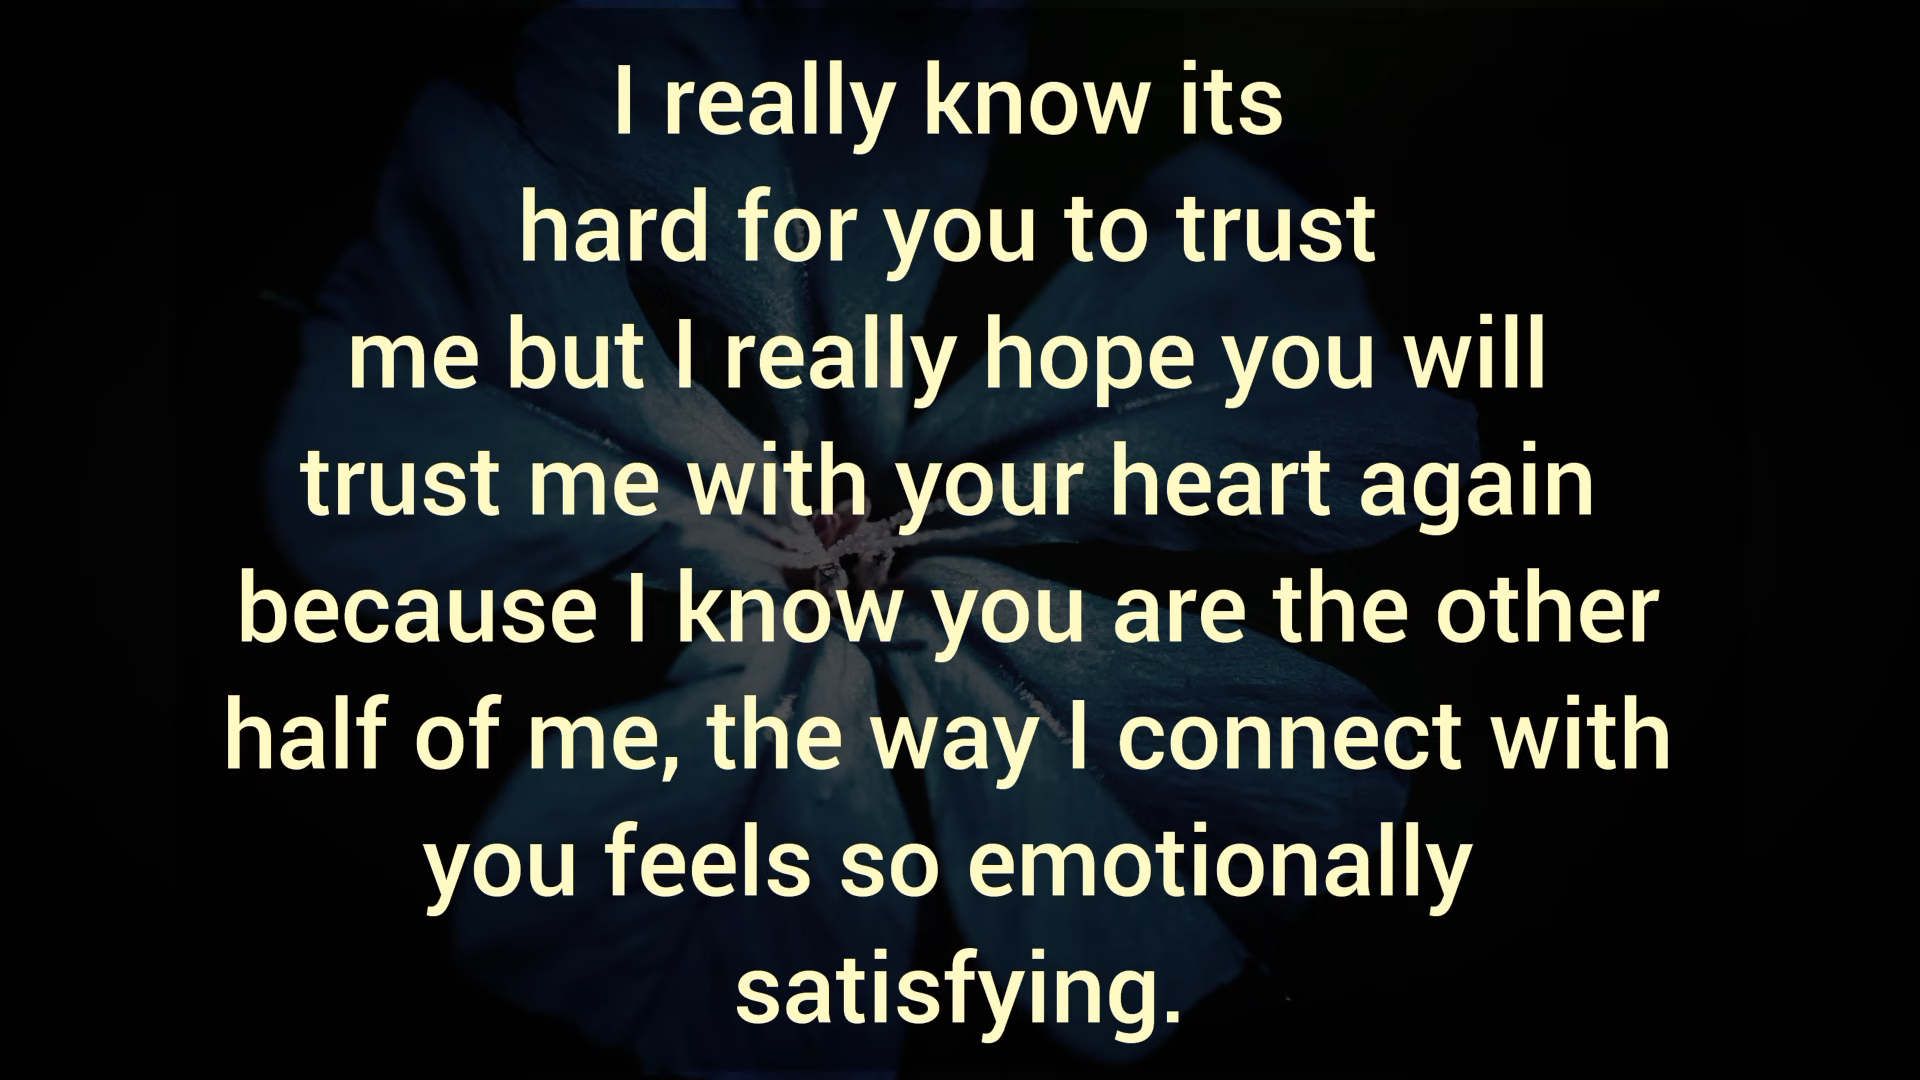 I really know its
hard for you to trust
me but I really hope you will
trust me with your heart again
because I know you are the other
half of me, the way I connect with
you feels so emotionally
satisfying.